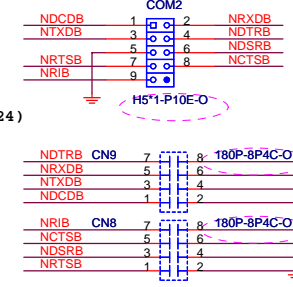 COM2
NDCDB 1 2 NRXDB
NTXDB 3 4 NDTRB
5 6 NDSRB
NRTSB 7 8 NCTSB
NRIB 9
H5*1-P10E-O
24)
NDTRB CN9 7 8 180P-8P4C-O
NRXDB 5 6
NTXDB 3 4
NDCDB 1 2
NRIB CN8 7 8 180P-8P4C-O
NCTSB 5 6
NDSRB 3 4
NRTSB 1 2